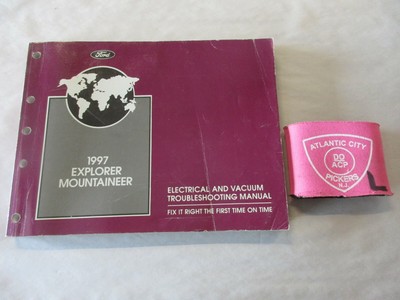 Ford
1997
EXPLORER
MOUNTAINEER
ELECTRICAL AND VACUUM
TROUBLESHOOTING MANUAL
FIX IT RIGHT THE FIRST TIME ON TIME
ATLANTIC CITY
DD
ACP
PICKERS
N.J.